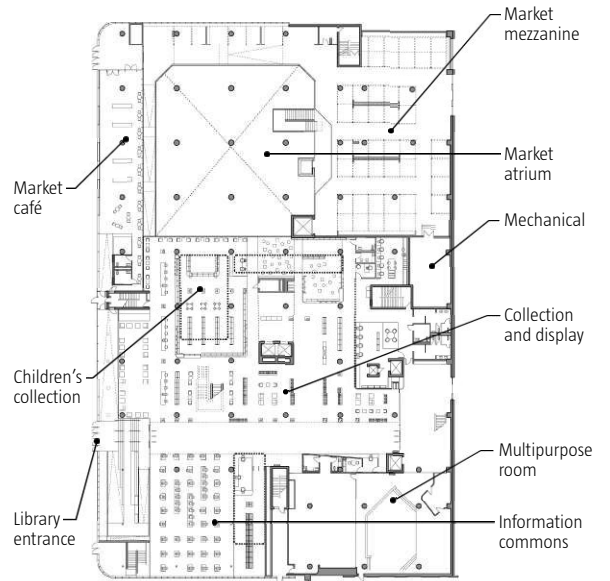 Market
mezzanine
Market
atrium
Market
café
Mechanical
Collection
and display
Children's
collection
Multipurpose
room
Library
entrance
Information
commons